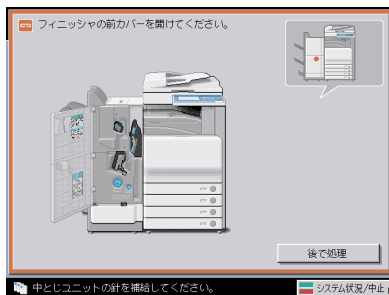 フィニッシャの前カバーを開けてください。
後で処理
中とじユニットの針を補給してください。
システム状況/中止